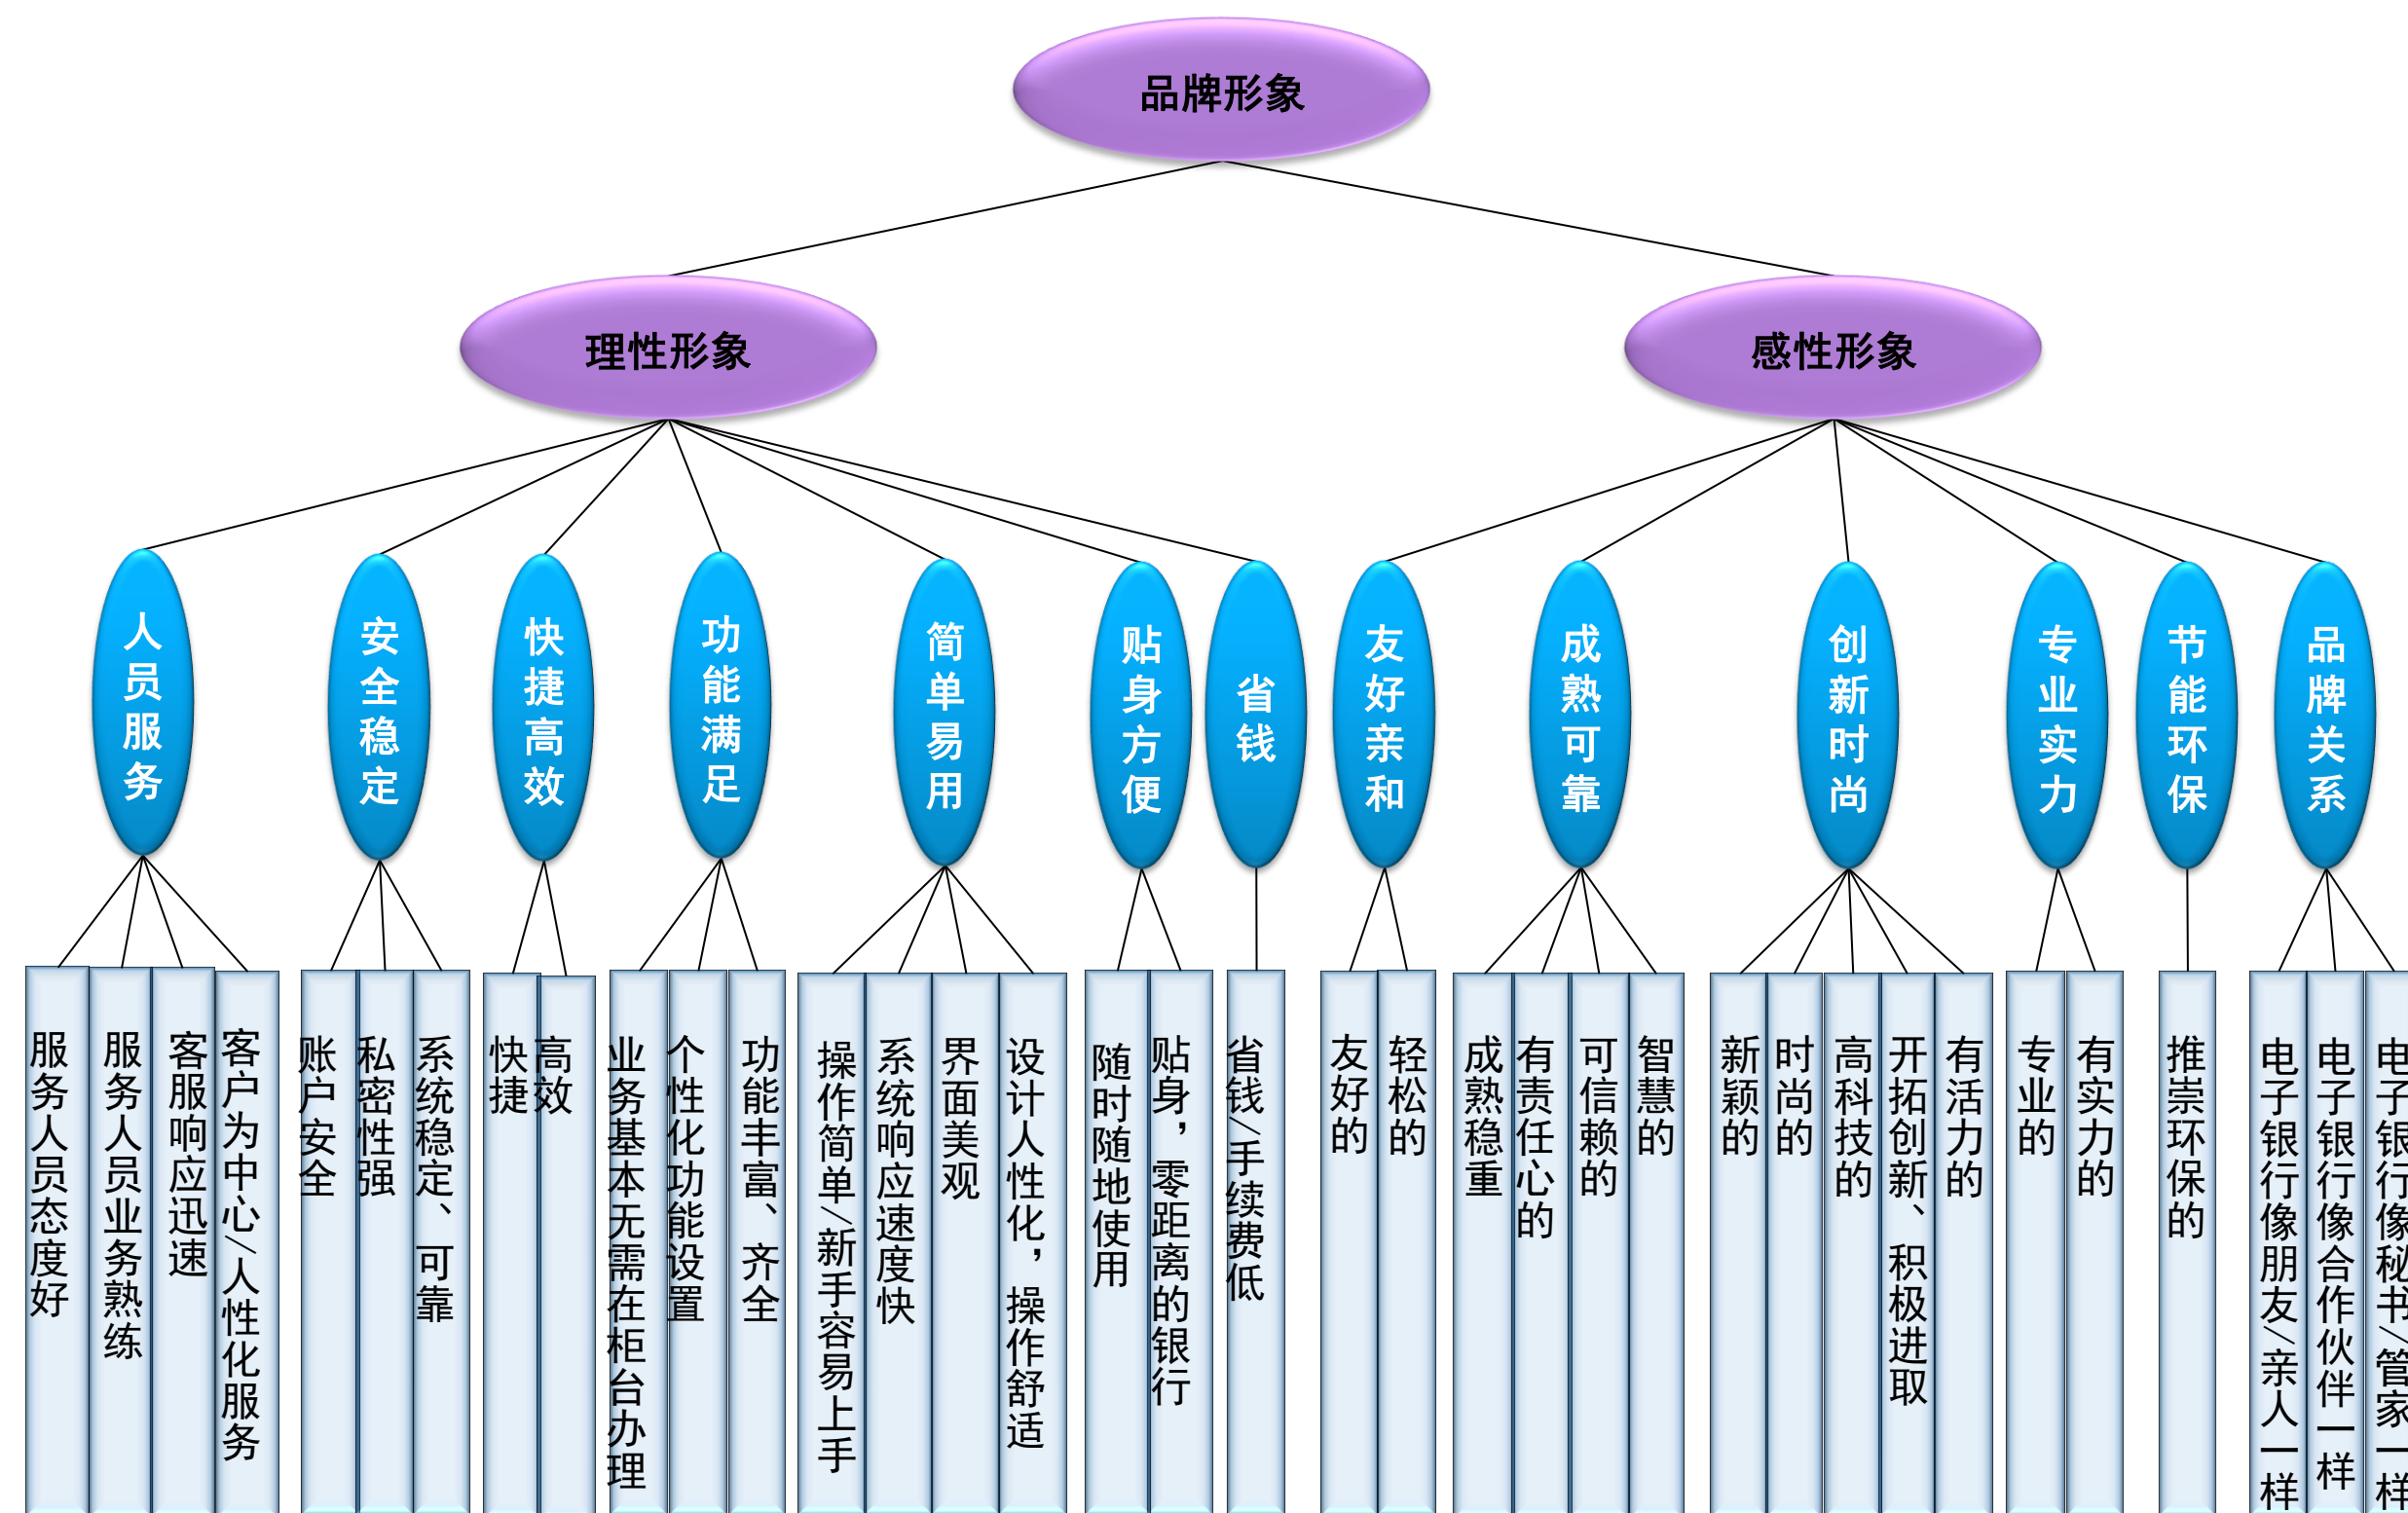 品牌形象
理性形象
感性形象
人员服务
安全稳定
快捷高效
功能满足
简单易用
贴身方便
省钱
友好亲和
成熟可靠
创新时尚
专业实力
节能环保
品牌关系
服务人员态度好
服务人员业务熟练
客服响应迅速
客户为中心/人性化服务
账户安全
私密性强
系统稳定、可靠
快捷
高效
业务基本无需在柜台办理
个性化功能设置
功能丰富、齐全
操作简单/新手容易上手
系统响应速度快
界面美观
设计人性化，操作舒适
随时随地使用
贴身，零距离的银行
省钱/手续费低
友好的
轻松的
成熟稳重
有责任心的
可信赖的
智慧的
新颖的
时尚的
高科技的
开拓创新、积极进取
有活力的
专业的
有实力的
推崇环保的
电子银行像朋友/亲人一样
电子银行像合作伙伴一样
电子银行像秘书/管家一样